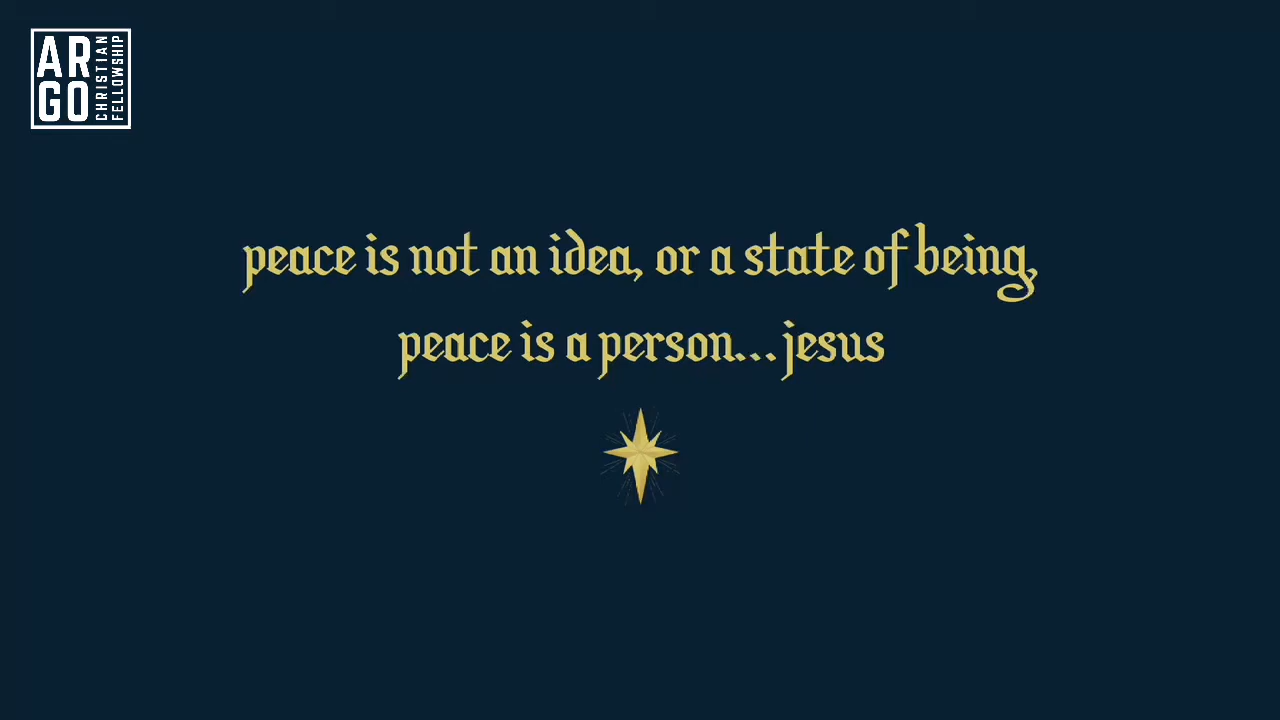 AR
GO
CHRISTIAN
FELLOWSHIP
peace is not an idea, or a state of being,
peace is a person...jesus